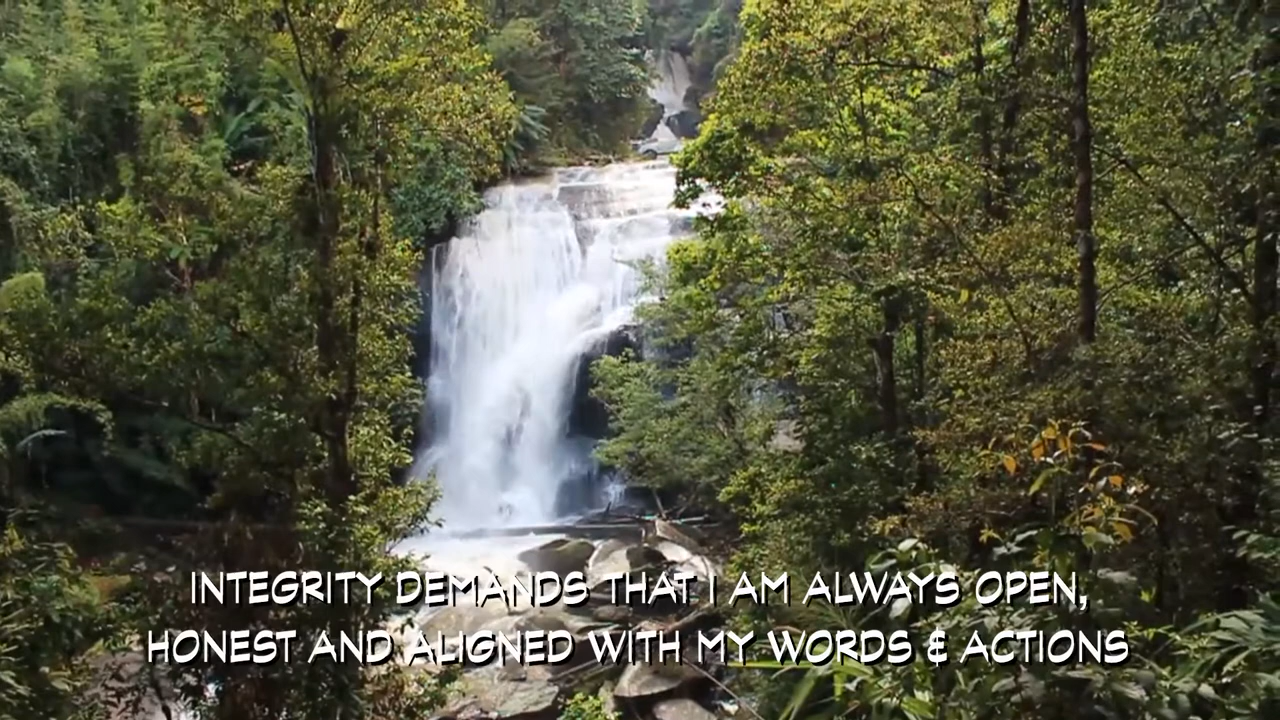 INTEGRITY DEMANDS THAT I AM ALWAYS OPEN,
HONEST AND ALIGNED WITH MY WORDS & ACTIONS